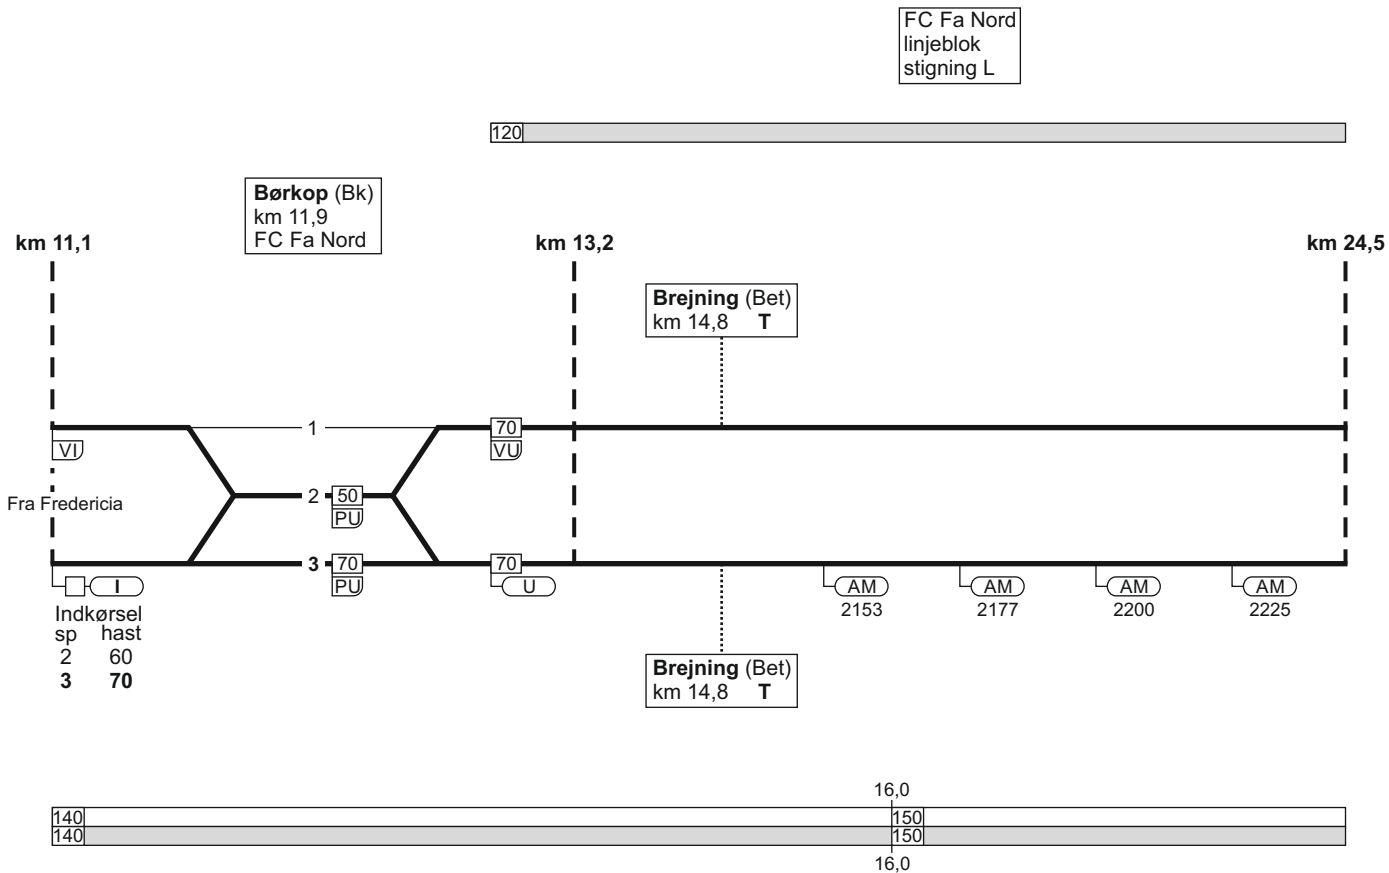 FC Fa Nord
linjeblok
stigning L
120
Børkop (Bk)
km 11,9
FC Fa Nord
km 11,1
km 13,2
km 24,5
Brejning (Bet)
km 14,8 T
1
70
VI
VU
Fra Fredericia
2
50
PU
3
70
70
I
PU
U
AM
AM
AM
AM
2153
2177
2200
2225
Indkørsel
sp hast
2 60
3 70
Brejning (Bet)
km 14,8 T
16,0
140
150
140
150
16,0